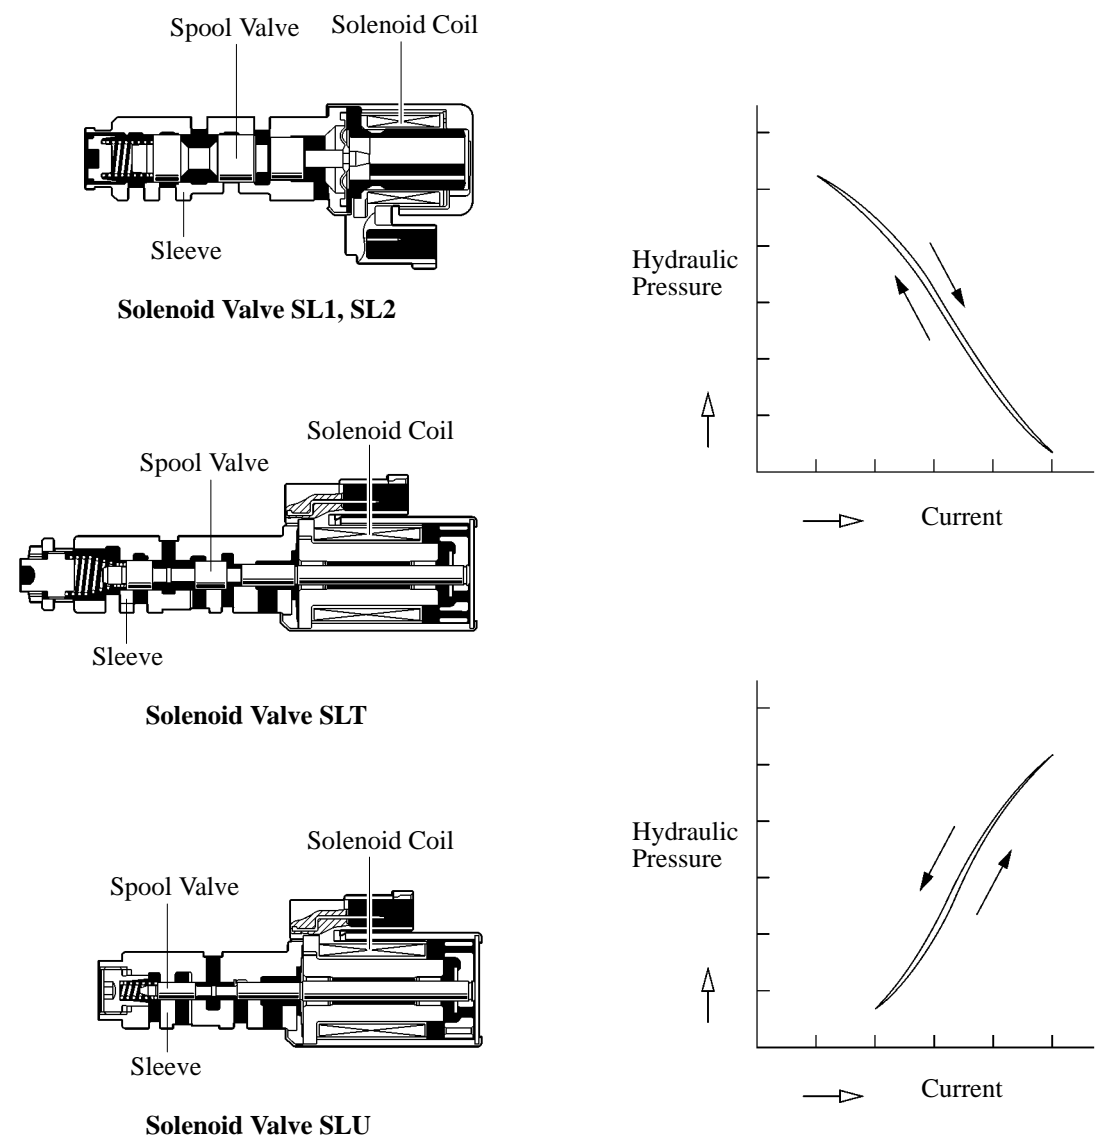 Spool Valve
Solenoid Coil
Sleeve
Solenoid Valve SL1, SL2
Hydraulic
Pressure
Current
Solenoid Coil
Spool Valve
Sleeve
Solenoid Valve SLT
Solenoid Coil
Spool Valve
Sleeve
Solenoid Valve SLU
Hydraulic
Pressure
Current